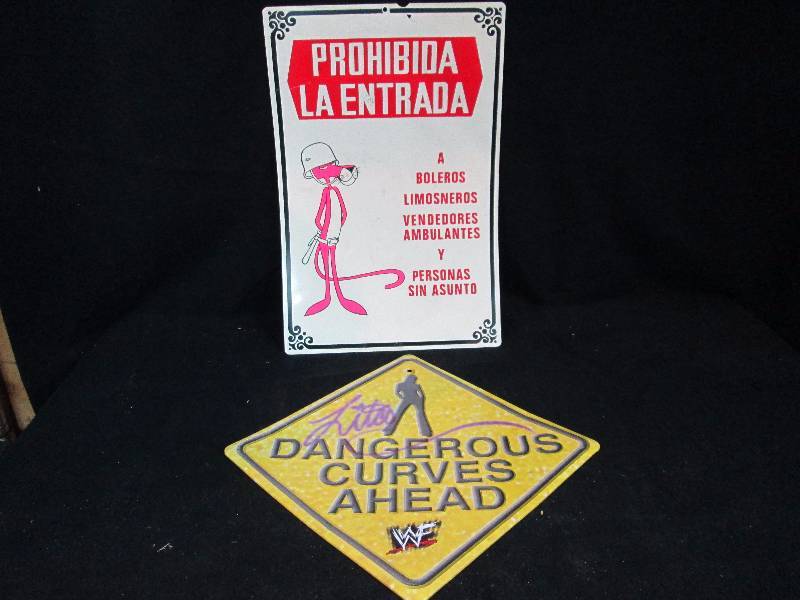 PROHIBIDA
LA ENTRADA
A
BOLEROS
LIMOSNEROS
VENDEDORES
AMBULANTES
Y
PERSONAS
SIN ASUNTO
Lita
DANGEROUS
CURVES
AHEAD
WF